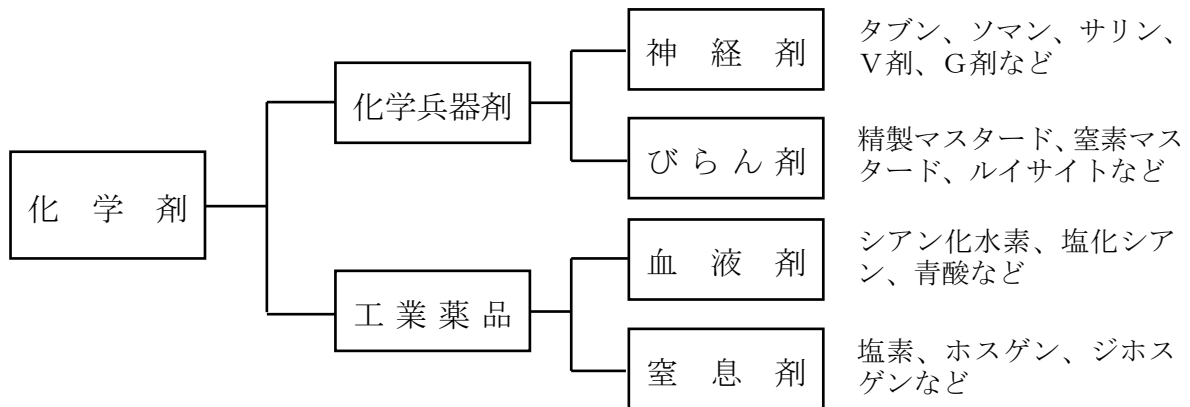 化学剤
化学兵器剤
神経剤
タブン、ソマン、サリン、
V剤、G剤など
びらん剤
精製マスタード、窒素マス
タード、ルイサイトなど
工業薬品
血液剤
シアン化水素、塩化シア
ン、青酸など
窒息剤
塩素、ホスゲン、ジホス
ゲンなど